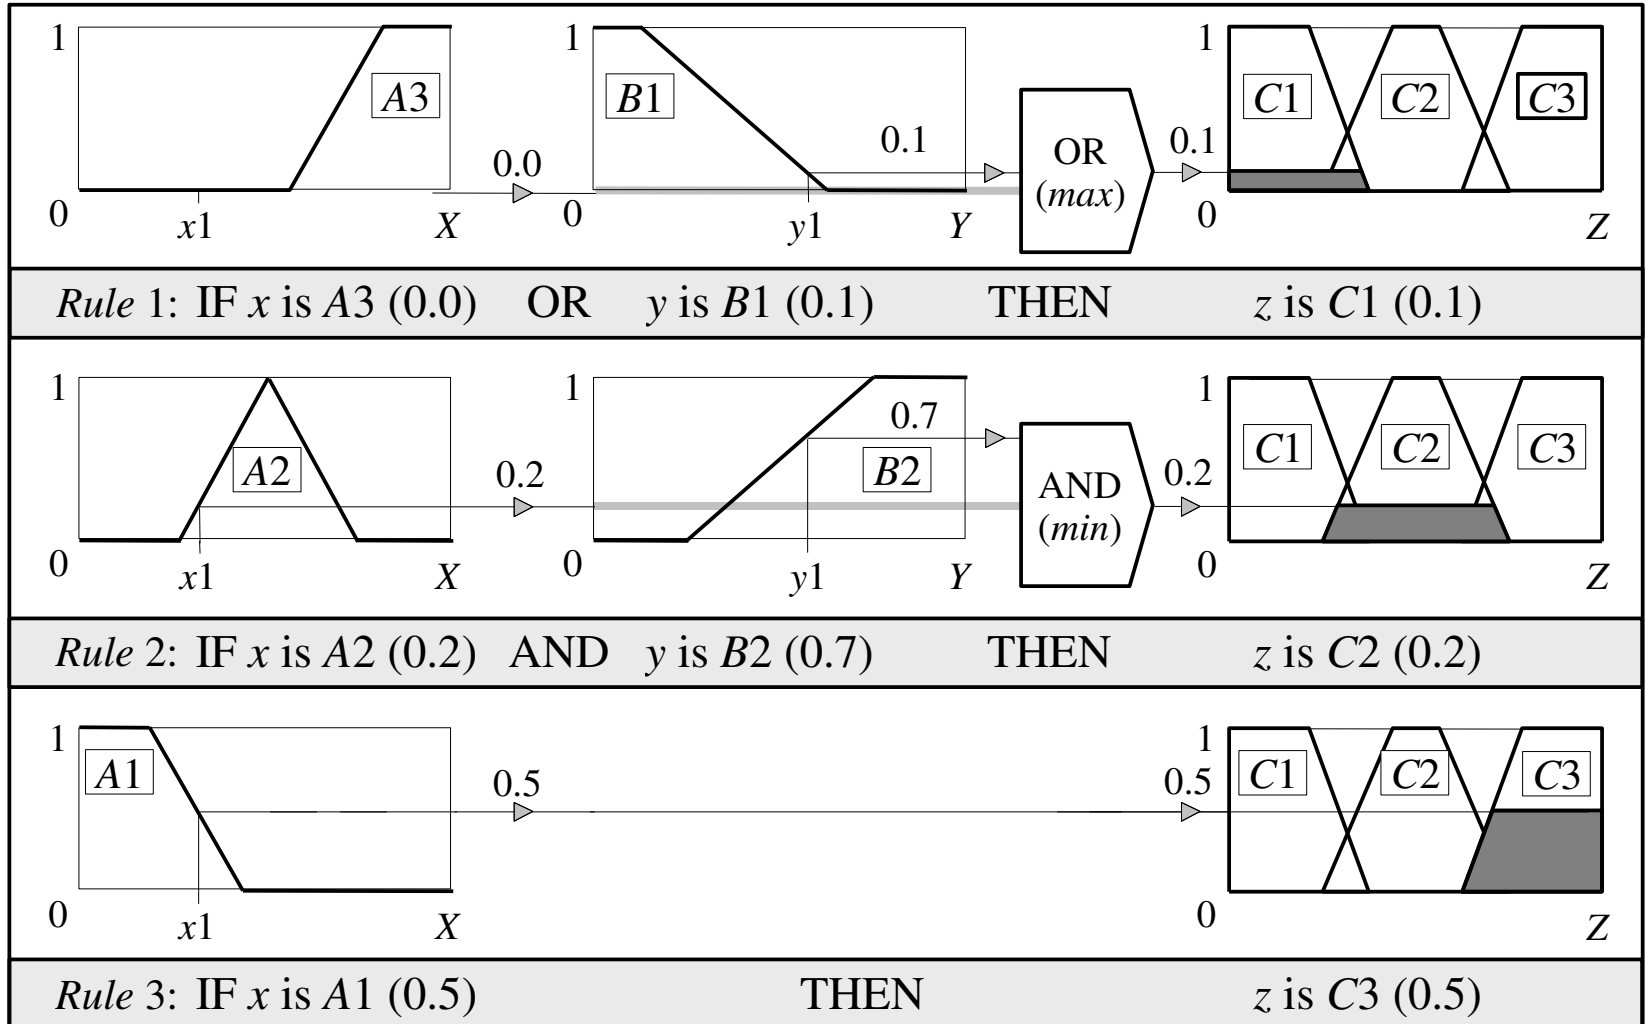 1 A3 1 B1 0.1 1 C1 C2 C3
0.0 OR (max) 0.1
0 x1 X 0 y1 Y 0 Z
Rule 1: IF x is A3 (0.0) OR y is B1 (0.1) THEN z is C1 (0.1)
1 A2 1 0.7 B2 1 C1 C2 C3
0.2 AND (min) 0.2
0 x1 X 0 y1 Y 0 Z
Rule 2: IF x is A2 (0.2) AND y is B2 (0.7) THEN z is C2 (0.2)
1 A1 1 C1 C2 C3
0.5 0.5
0 x1 X 0 Z
Rule 3: IF x is A1 (0.5) THEN z is C3 (0.5)